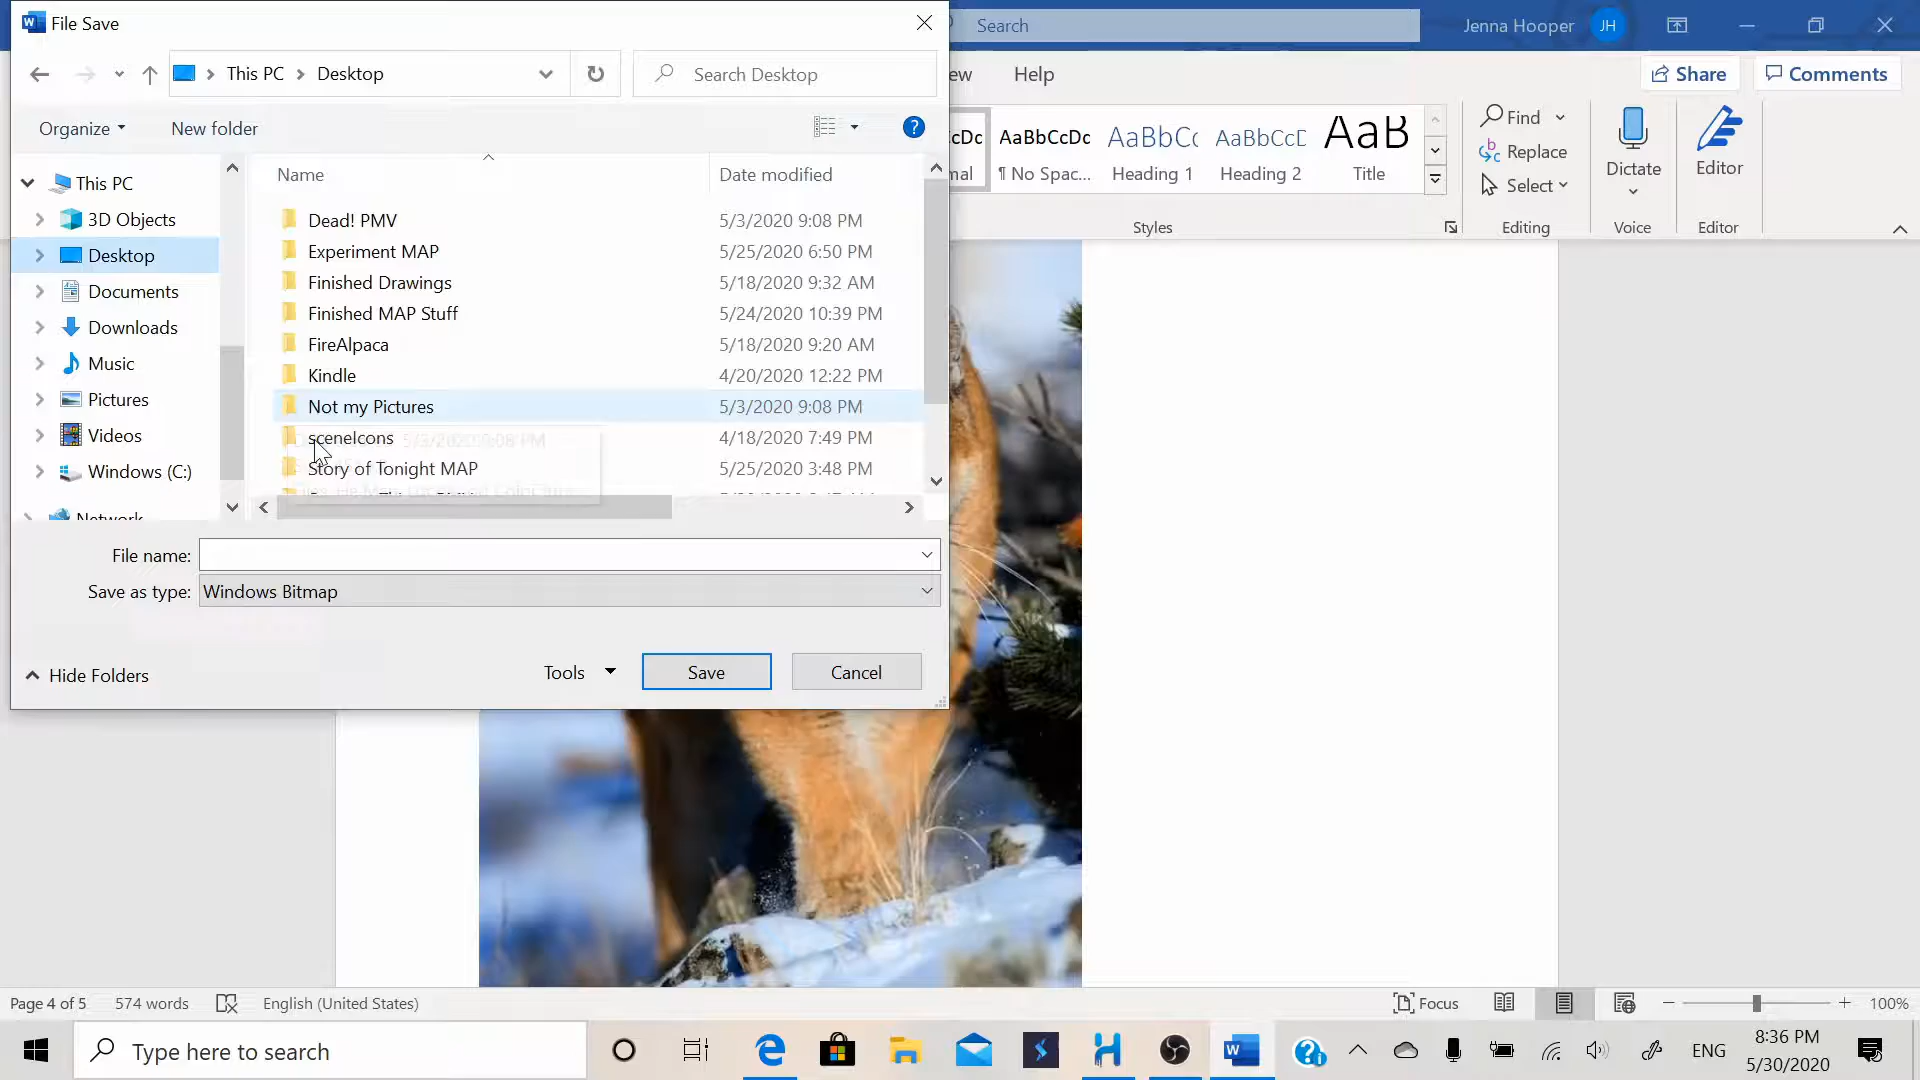 File Save
Search
Jenna Hooper
JH
This PC
Desktop
Search Desktop
Help
Share
Comments
Organize
New folder
Name
Date modified
This PC
3D Objects
Desktop
Documents
Downloads
Music
Pictures
Videos
Windows (C:)
Network
Dead! PMV 5/3/2020 9:08 PM
Experiment MAP 5/25/2020 6:50 PM
Finished Drawings 5/18/2020 9:32 AM
Finished MAP Stuff 5/24/2020 10:39 PM
FireAlpaca 5/18/2020 9:20 AM
Kindle 4/20/2020 12:22 PM
Not my Pictures 5/3/2020 9:08 PM
sceneIcons 4/18/2020 7:49 PM
Story of Tonight MAP 5/25/2020 3:48 PM
File name:
Save as type: Windows Bitmap
Hide Folders
Tools
Save
Cancel
AaBbCcDc
AaBbCc
AaBbCcD
AaB
¶ No Spac...
Heading 1
Heading 2
Title
Styles
Find
Replace
Select
Editing
Dictate
Voice
Editor
Editor
Page 4 of 5
574 words
English (United States)
Focus
100%
Type here to search
ENG
8:36 PM
5/30/2020